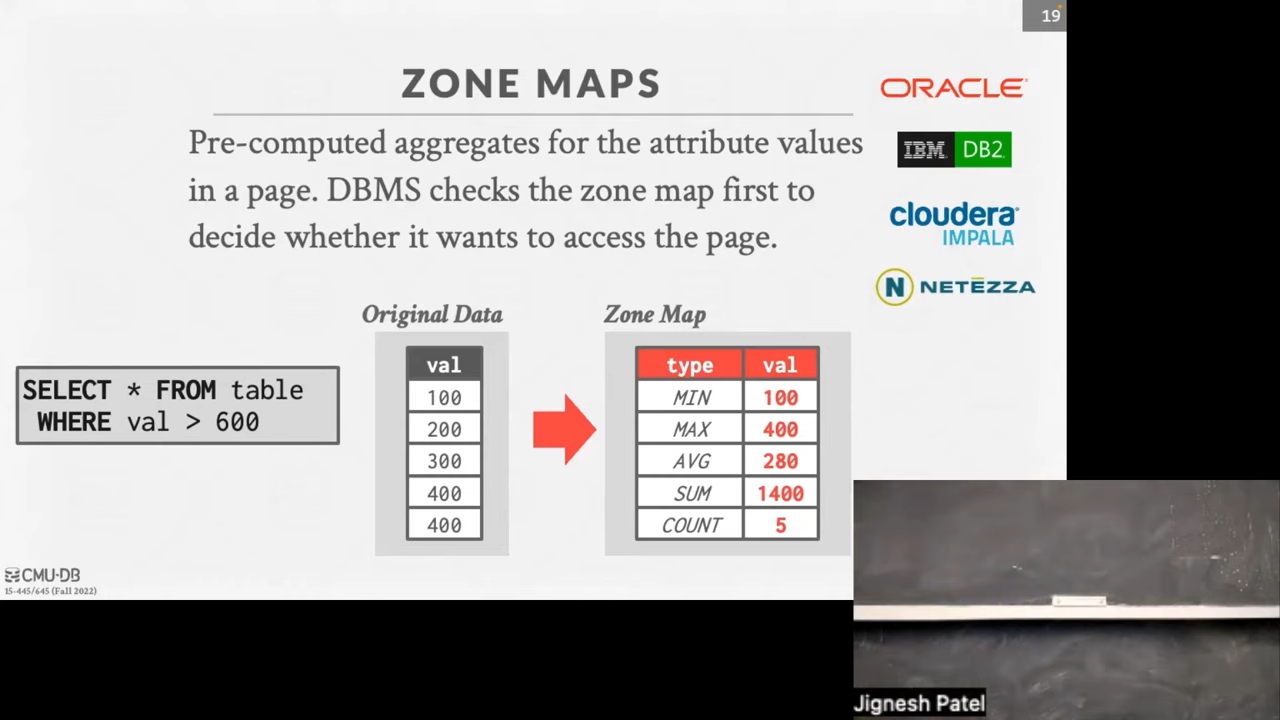 19
ZONE MAPS
Pre-computed aggregates for the attribute values
in a page. DBMS checks the zone map first to
decide whether it wants to access the page.
ORACLE
IBM DB2
cloudera
IMPALA
N NETĒZZA
SELECT * FROM table
WHERE val > 600
Original Data
val
100
200
300
400
400
Zone Map
type val
MIN 100
MAX 400
AVG 280
SUM 1400
COUNT 5
CMU·DB
15-445/645 (Fall 2022)
Jignesh Patel